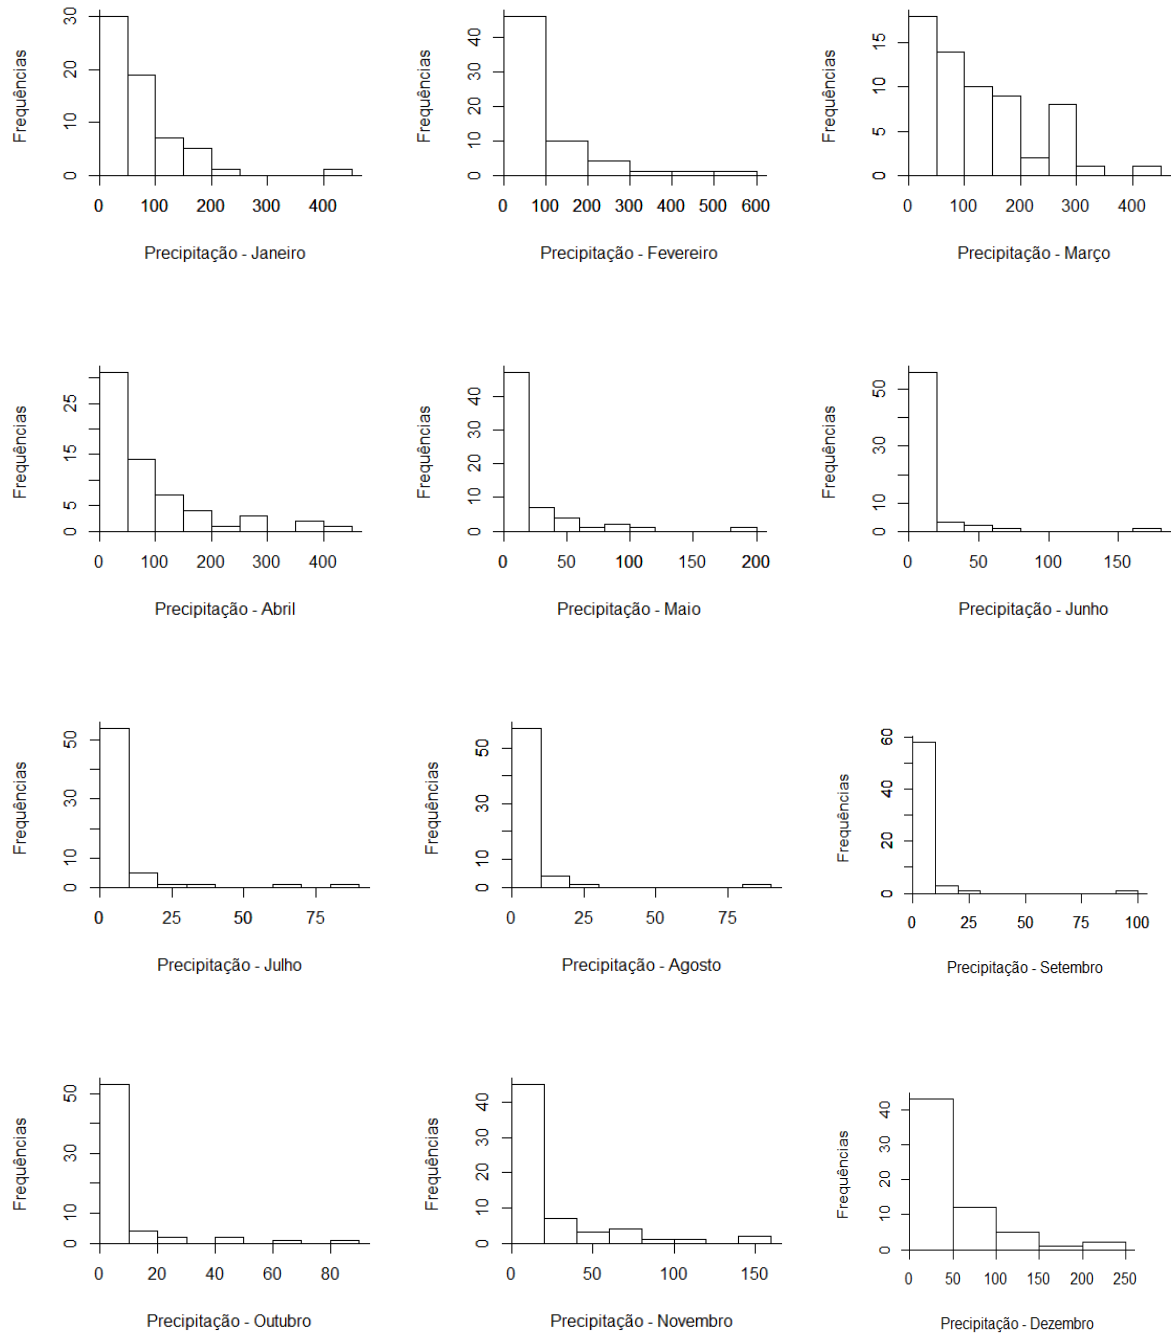 Frequências
30
20
10
0
0 100 200 300 400
Precipitação - Janeiro
Frequências
40
30
20
10
0
0 100 200 300 400 500 600
Precipitação - Fevereiro
Frequências
15
10
5
0
0 100 200 300 400
Precipitação - Março
Frequências
25
15
5
0
0 100 200 300 400
Precipitação - Abril
Frequências
40
30
20
10
0
0 50 100 150 200
Precipitação - Maio
Frequências
50
30
10
0
0 50 100 150
Precipitação - Junho
Frequências
50
30
10
0
0 25 50 75
Precipitação - Julho
Frequências
50
30
10
0
0 25 50 75
Precipitação - Agosto
Frequências
60
40
20
0
0 25 50 75 100
Precipitação - Setembro
Frequências
50
30
10
0
0 20 40 60 80
Precipitação - Outubro
Frequências
40
30
20
10
0
0 50 100 150
Precipitação - Novembro
Frequências
40
30
20
10
0
0 50 100 150 200 250
Precipitação - Dezembro